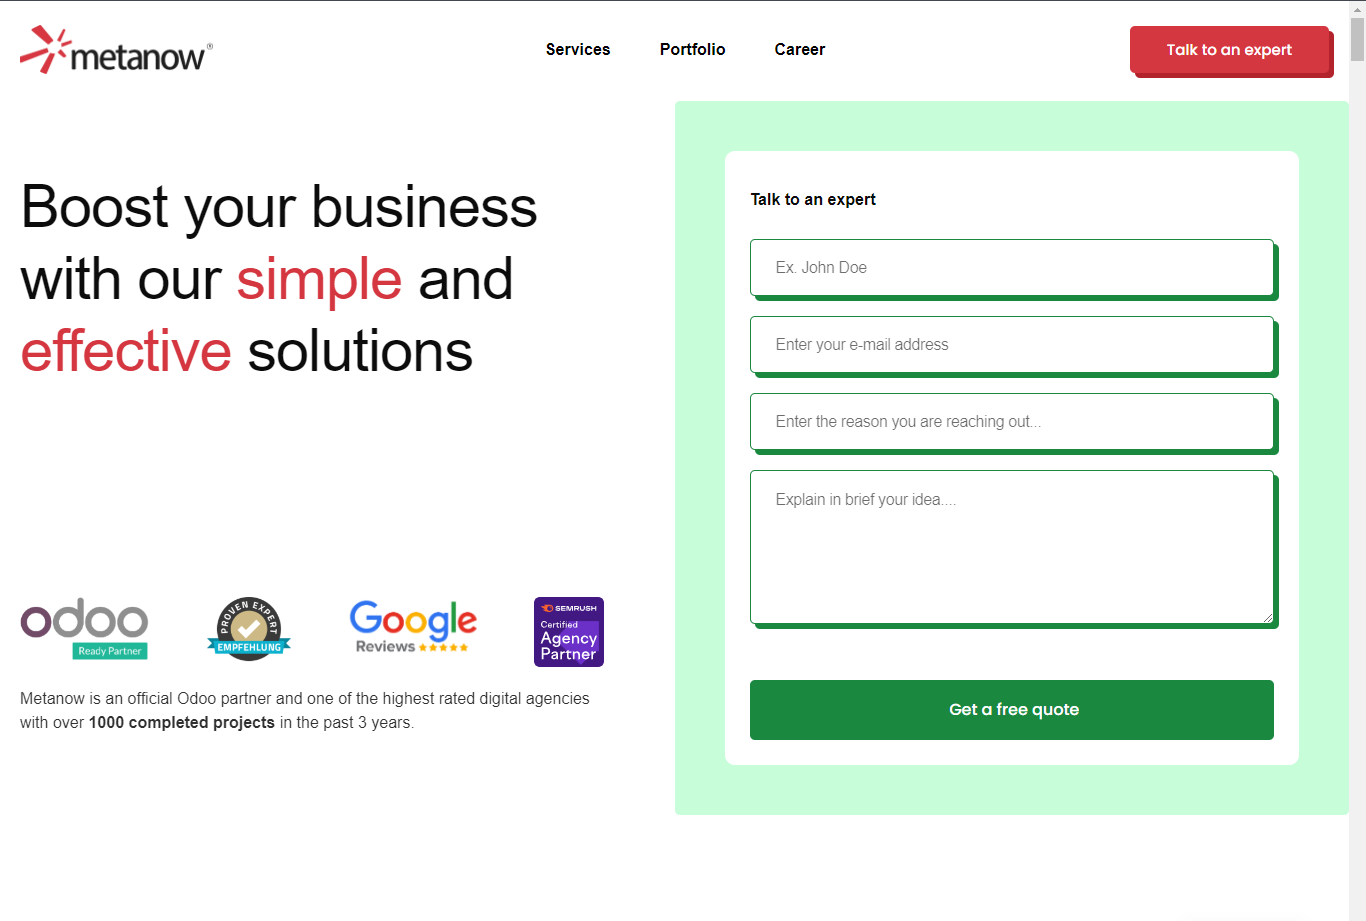 metanow®
Services
Portfolio
Career
Talk to an expert
Boost your business
with our simple and
effective solutions
odoo
Ready Partner
PROVEN EXPERT
EMPFEHLUNG
Google
Reviews
SEMRUSH
Certified
Agency
Partner
Metanow is an official Odoo partner and one of the highest rated digital agencies
with over 1000 completed projects in the past 3 years.
Talk to an expert
Ex. John Doe
Enter your e-mail address
Enter the reason you are reaching out...
Explain in brief your idea....
Get a free quote